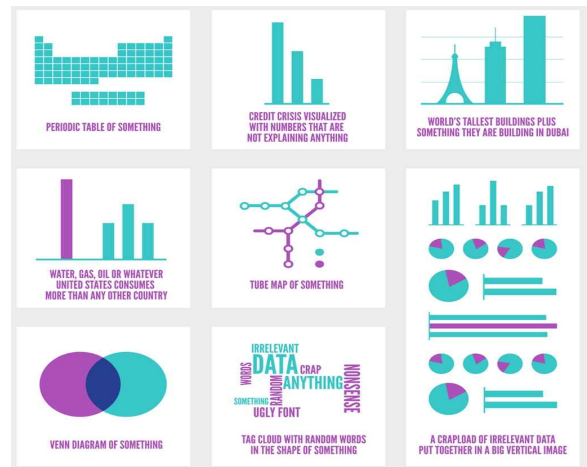 PERIODIC TABLE OF SOMETHING
CREDIT CRISIS VISUALIZED
WITH NUMBERS THAT ARE
NOT EXPLAINING ANYTHING
WORLD'S TALLEST BUILDINGS PLUS
SOMETHING THEY ARE BUILDING IN DUBAI
WATER, GAS, OIL OR WHATEVER
UNITED STATES CONSUMES
MORE THAN ANY OTHER COUNTRY
TUBE MAP OF SOMETHING
VENN DIAGRAM OF SOMETHING
IRRELEVANT
WORDS
DATA
CRAP
RANDOM
ANYTHING
NONSENSE
SOMETHING
UGLY FONT
TAG CLOUD WITH RANDOM WORDS
IN THE SHAPE OF SOMETHING
A CRAPLOAD OF IRRELEVANT DATA
PUT TOGETHER IN A BIG VERTICAL IMAGE